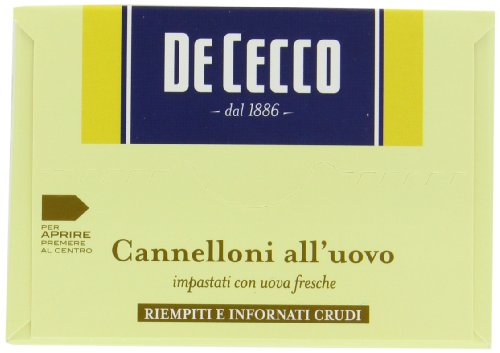 DE CECCO
dal 1886
PER
APRIRE
PREMERE
AL CENTRO
Cannelloni all'uovo
impastati con uova fresche
RIEMPITI E INFORNATI CRUDI